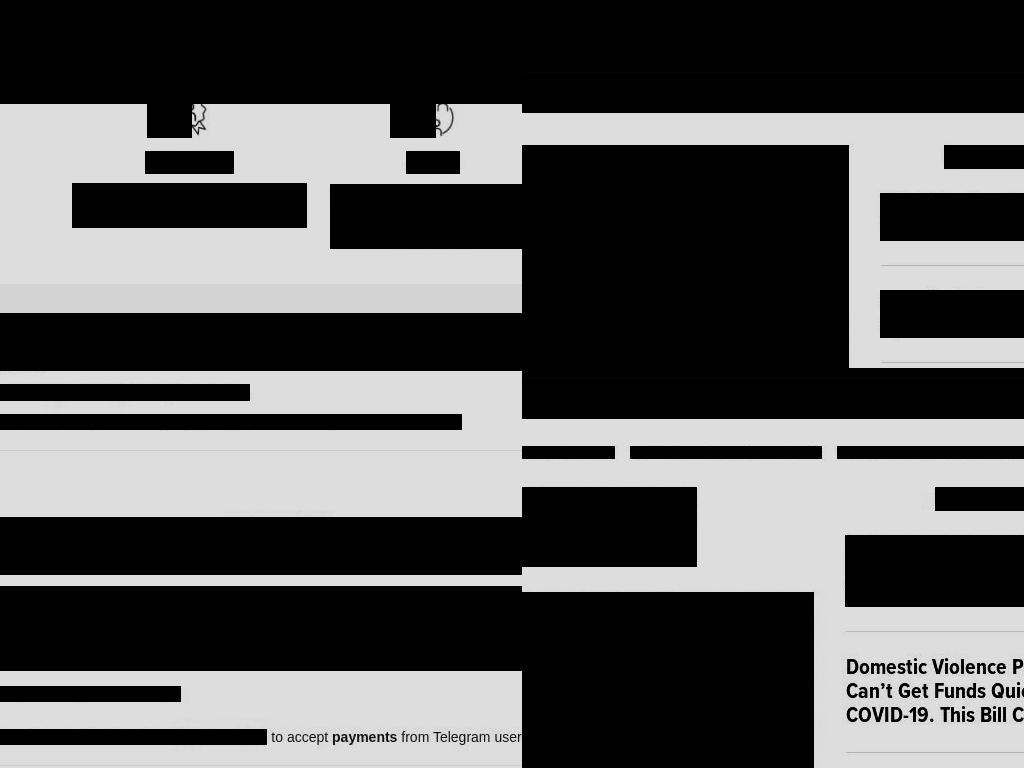 to accept payments from Telegram user
Domestic Violence P
Can’t Get Funds Quic
COVID-19. This Bill C